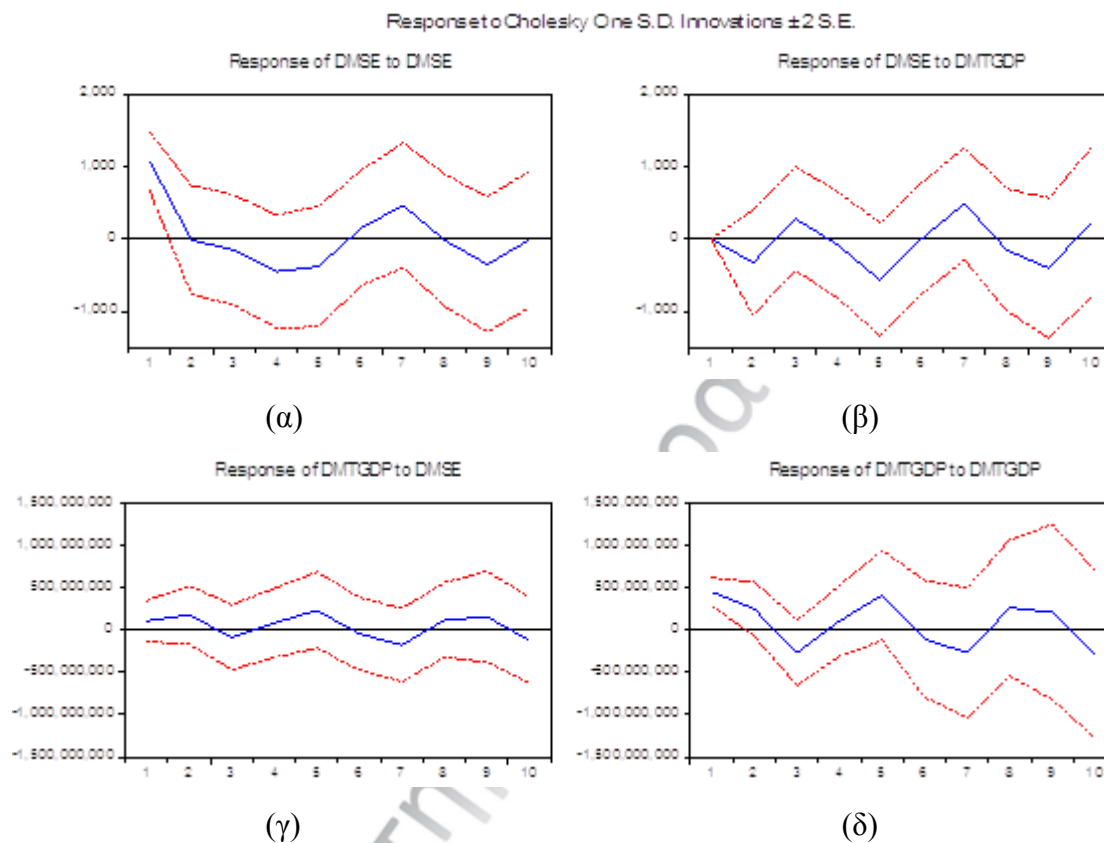 Response to Cholesky One S.D. Innovations ± 2 S.E.
Response of DMSE to DMSE
Response of DMSE to DMTGDP
2,000
1,000
0
-1,000
1 2 3 4 5 6 7 8 9 10
2,000
1,000
0
-1,000
1 2 3 4 5 6 7 8 9 10
(α)
(β)
Response of DMTGDP to DMSE
Response of DMTGDP to DMTGDP
1,500,000,000
1,000,000,000
500,000,000
0
-500,000,000
-1,000,000,000
-1,500,000,000
1 2 3 4 5 6 7 8 9 10
1,500,000,000
1,000,000,000
500,000,000
0
-500,000,000
-1,000,000,000
-1,500,000,000
1 2 3 4 5 6 7 8 9 10
(γ)
(δ)